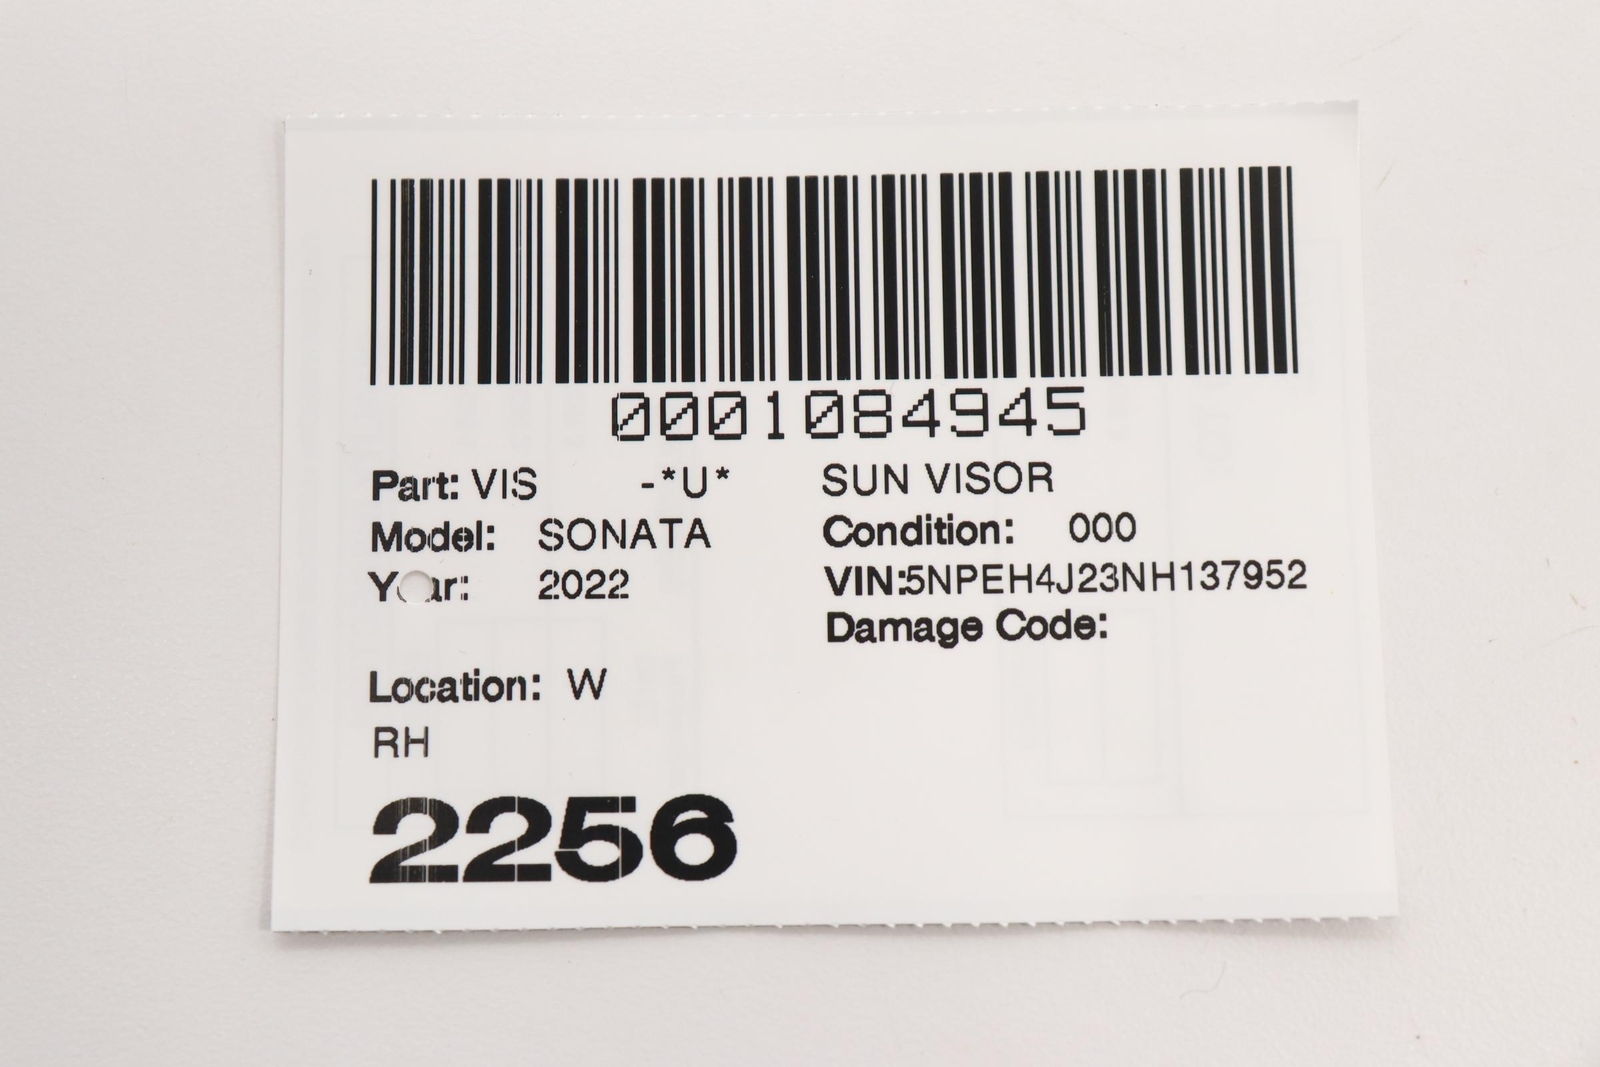 0001084945
Part: VIS -*U* SUN VISOR
Model: SONATA Condition: 000
Year: 2022 VIN:5NPEH4J23NH137952
Damage Code:
Location: W
RH
2256